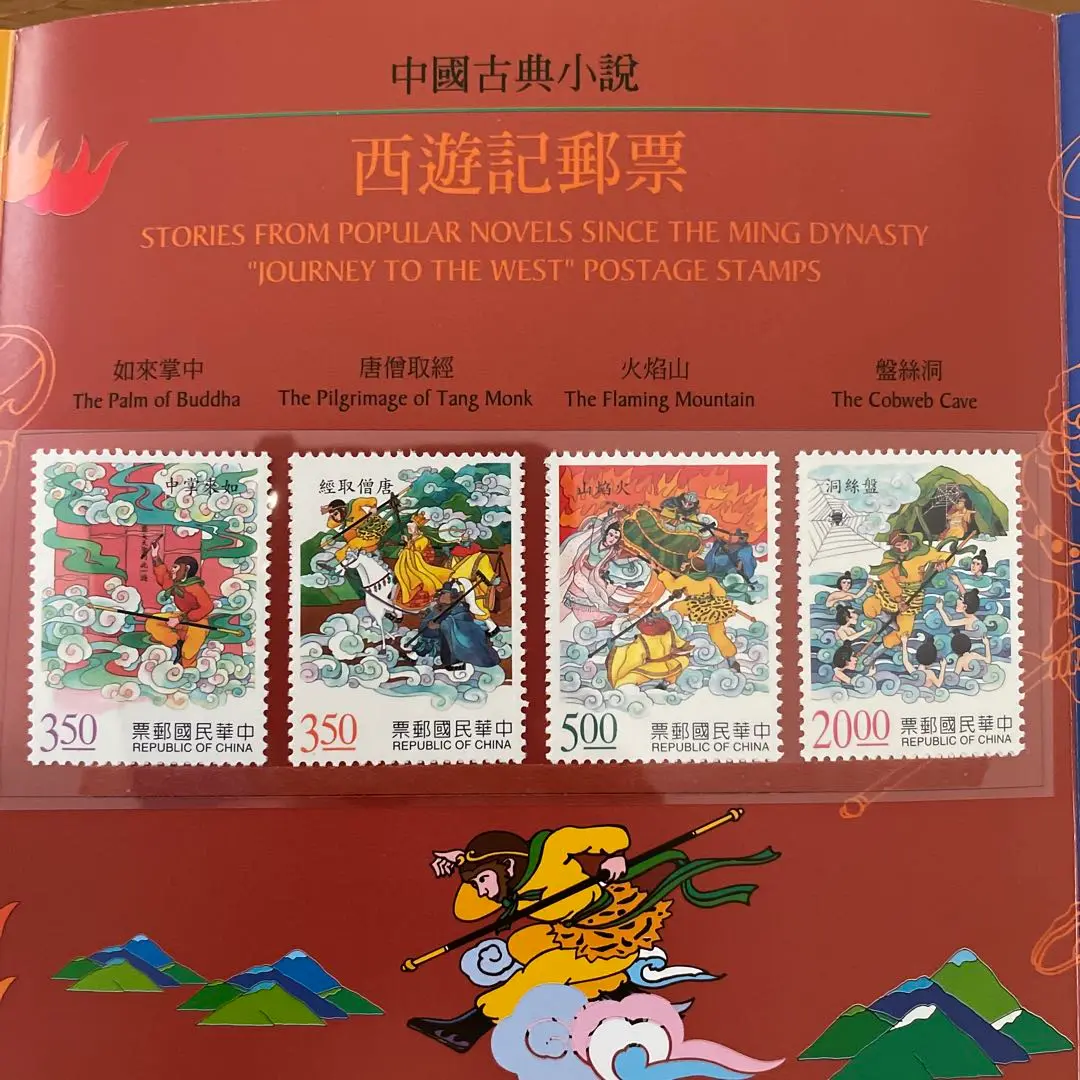 中國古典小說
西遊記郵票
STORIES FROM POPULAR NOVELS SINCE THE MING DYNASTY
"JOURNEY TO THE WEST" POSTAGE STAMPS
如來掌中
The Palm of Buddha
唐僧取經
The Pilgrimage of Tang Monk
火焰山
The Flaming Mountain
盤絲洞
The Cobweb Cave
中掌來如
350
票郵國民華中
REPUBLIC OF CHINA
經取僧唐
350
票郵國民華中
REPUBLIC OF CHINA
山焰火
500
票郵國民華中
REPUBLIC OF CHINA
洞絲盤
2000
票郵國民華中
REPUBLIC OF CHINA